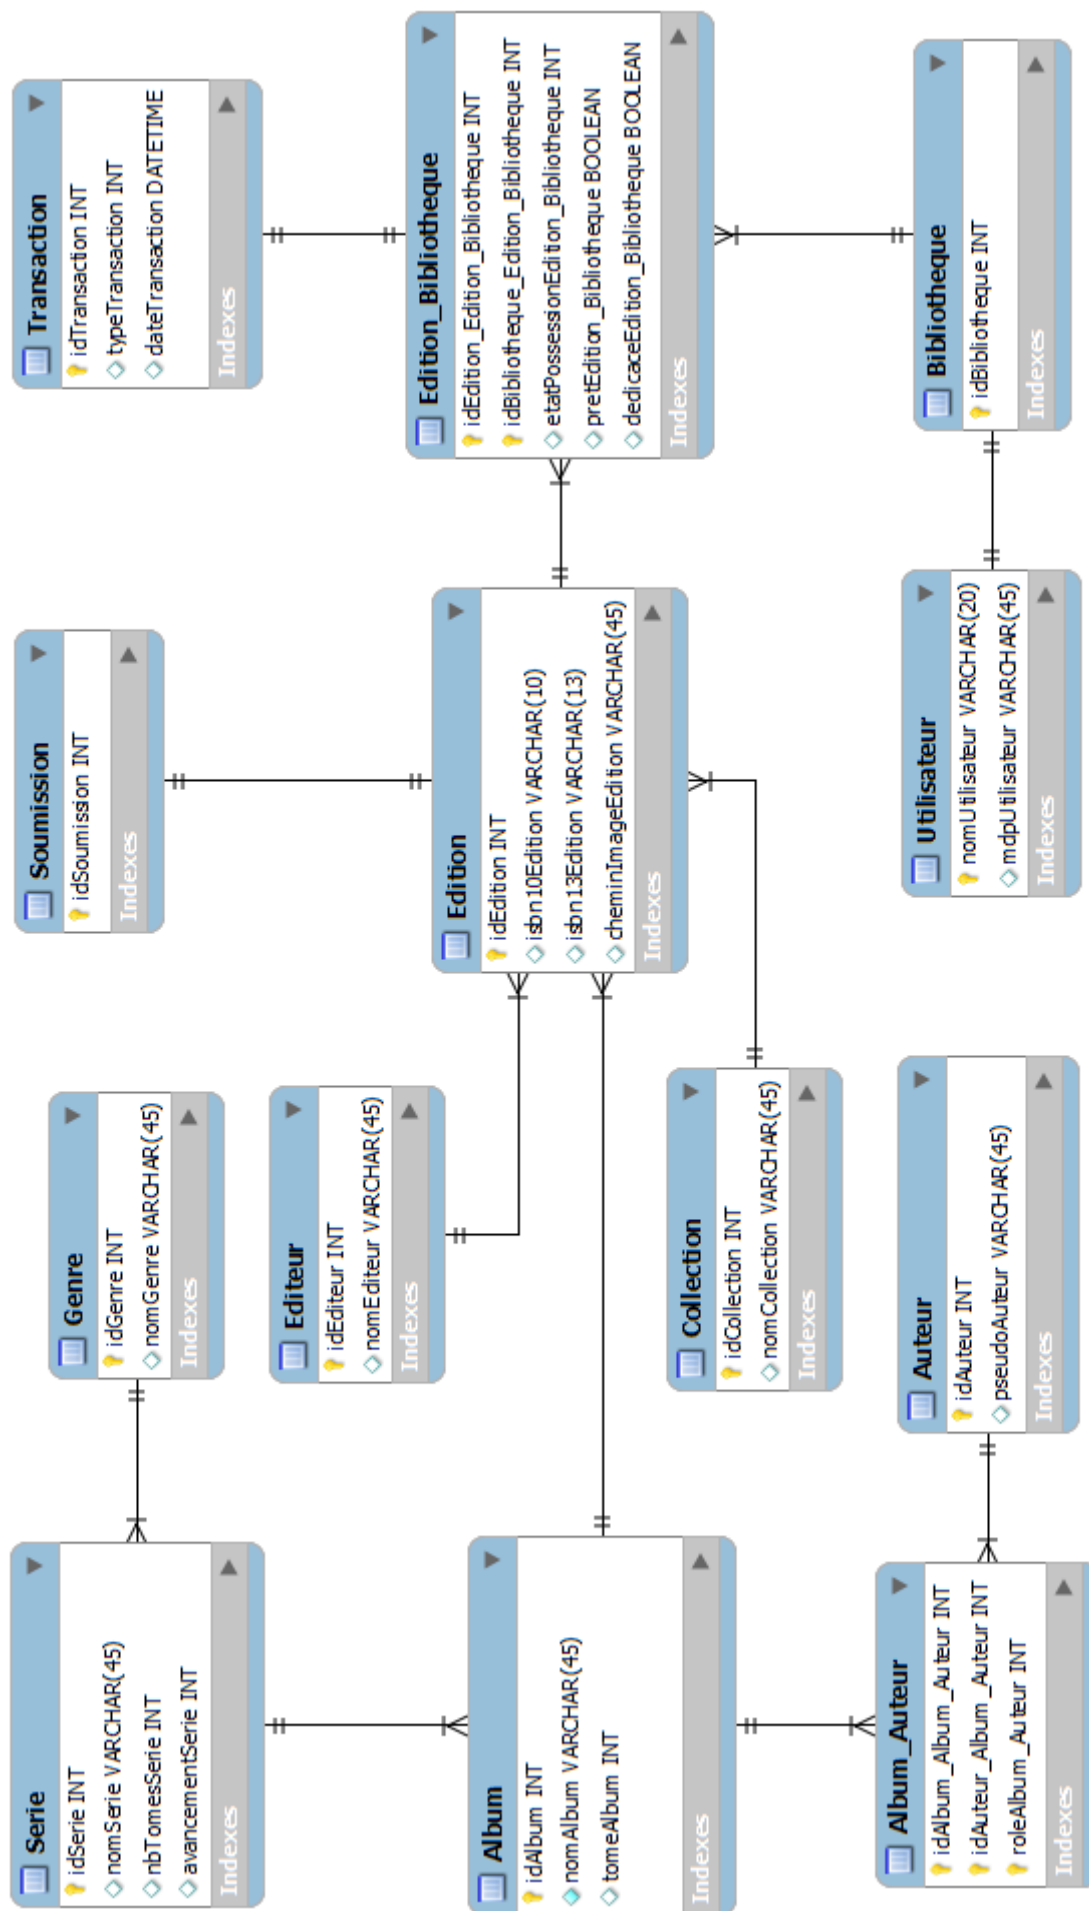 Serie
idSerie INT
nomSerie VARCHAR(45)
nbTomesSerie INT
avancementSerie INT
Indexes
Genre
idGenre INT
nomGenre VARCHAR(45)
Indexes
Soumission
idSoumission INT
Indexes
Transaction
idTransaction INT
typeTransaction INT
dateTransaction DATETIME
Indexes
Editeur
idEditeur INT
nomEditeur VARCHAR(45)
Indexes
Album
idAlbum INT
nomAlbum VARCHAR(45)
tomeAlbum INT
Indexes
Edition
idEdition INT
isbn10Edition VARCHAR(10)
isbn13Edition VARCHAR(13)
cheminImageEdition VARCHAR(45)
Indexes
Edition_Bibliotheque
idEdition_Edition_Bibliotheque INT
idBibliotheque_Edition_Bibliotheque INT
etatPossessionEdition_Bibliotheque INT
pretEdition_Bibliotheque BOOLEAN
dedicaceEdition_Bibliotheque BOOLEAN
Indexes
Collection
idCollection INT
nomCollection VARCHAR(45)
Indexes
Album_Auteur
idAlbum_Album_Auteur INT
idAuteur_Album_Auteur INT
roleAlbum_Auteur INT
Indexes
Auteur
idAuteur INT
pseudoAuteur VARCHAR(45)
Indexes
Utilisateur
nomUtilisateur VARCHAR(20)
mdpUtilisateur VARCHAR(45)
Indexes
Bibliotheque
idBibliotheque INT
Indexes